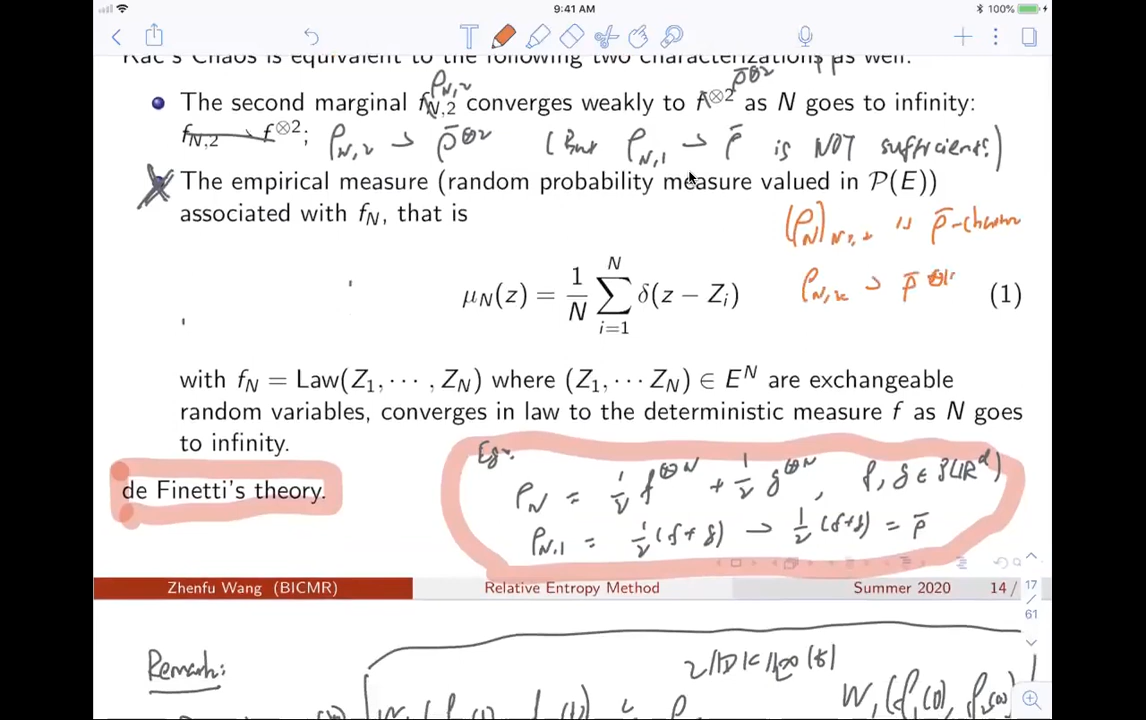 9:41 AM
100%
Kac's Chaos is equivalent to the following two characterizations as well.
ρ_{N,2} ρ̄^{⊗2}
The second marginal f_{N,2} converges weakly to f^{⊗2} as N goes to infinity:
f_{N,2} → f^{⊗2}; ρ_{N,2} → ρ̄^{⊗2} (But ρ_{N,1} → ρ̄ is NOT sufficient!)
The empirical measure (random probability measure valued in P(E))
associated with f_N, that is
is ρ̄-
μ_N(z) = 1/N ∑_{i=1}^{N} δ(z − Z_i) (1)
ρ_{N,k} → ρ̄^{⊗k}
with f_N = Law(Z_1, ··· , Z_N) where (Z_1, ··· Z_N) ∈ E^N are exchangeable
random variables, converges in law to the deterministic measure f as N goes
to infinity.
de Finetti's theory.
Eg:
ρ_N = 1/2 f^{⊗N} + 1/2 g^{⊗N}, f, g ∈ P(ℝ^d)
ρ_{N,1} = 1/2 (f+g) → 1/2 (f+g) = ρ̄
Zhenfu Wang (BICMR) Relative Entropy Method Summer 2020 14 /
17
/
61
Remark: